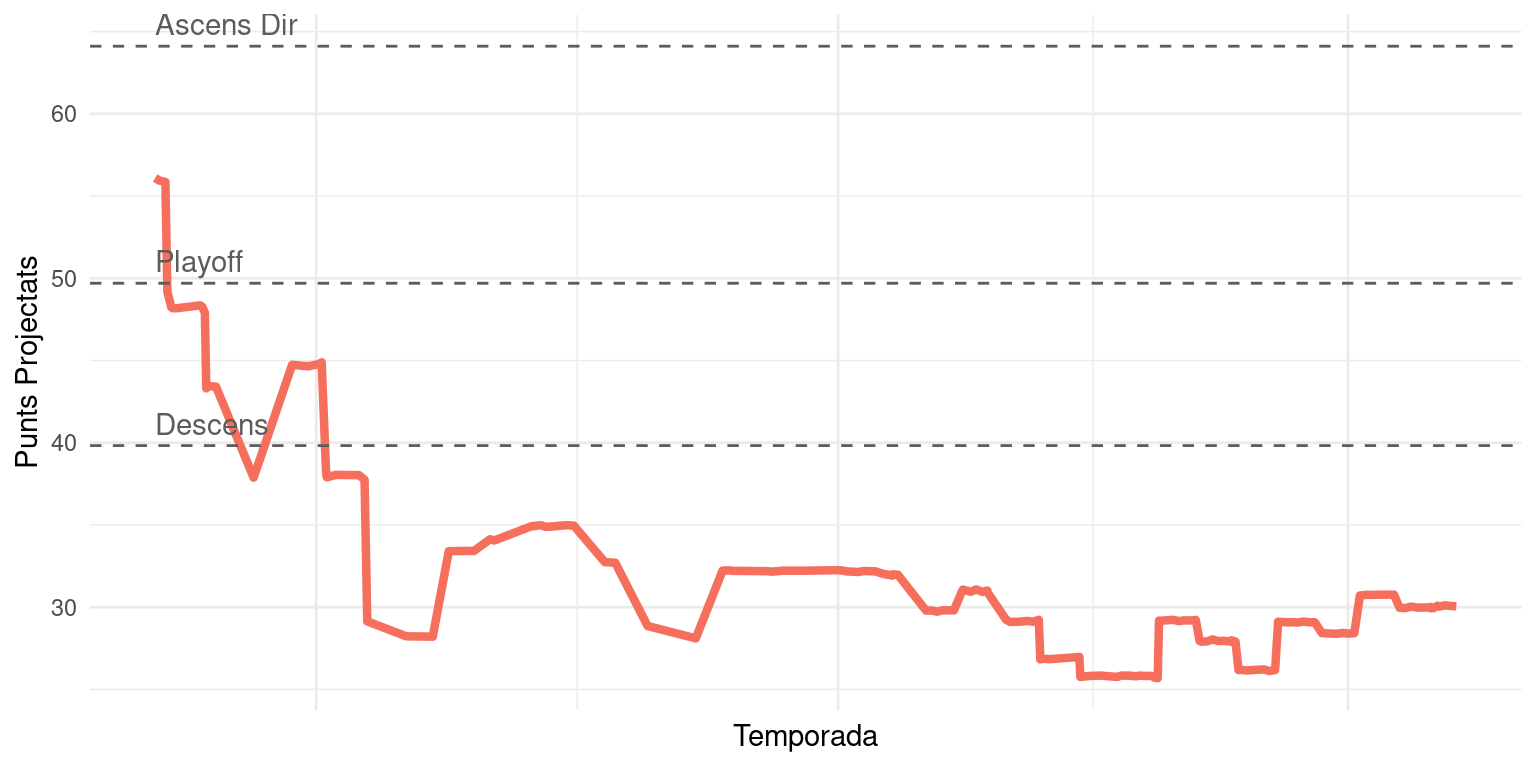 Ascens Dir
60
Playoff
50
Descens
40
30
Punts Projectats
Temporada